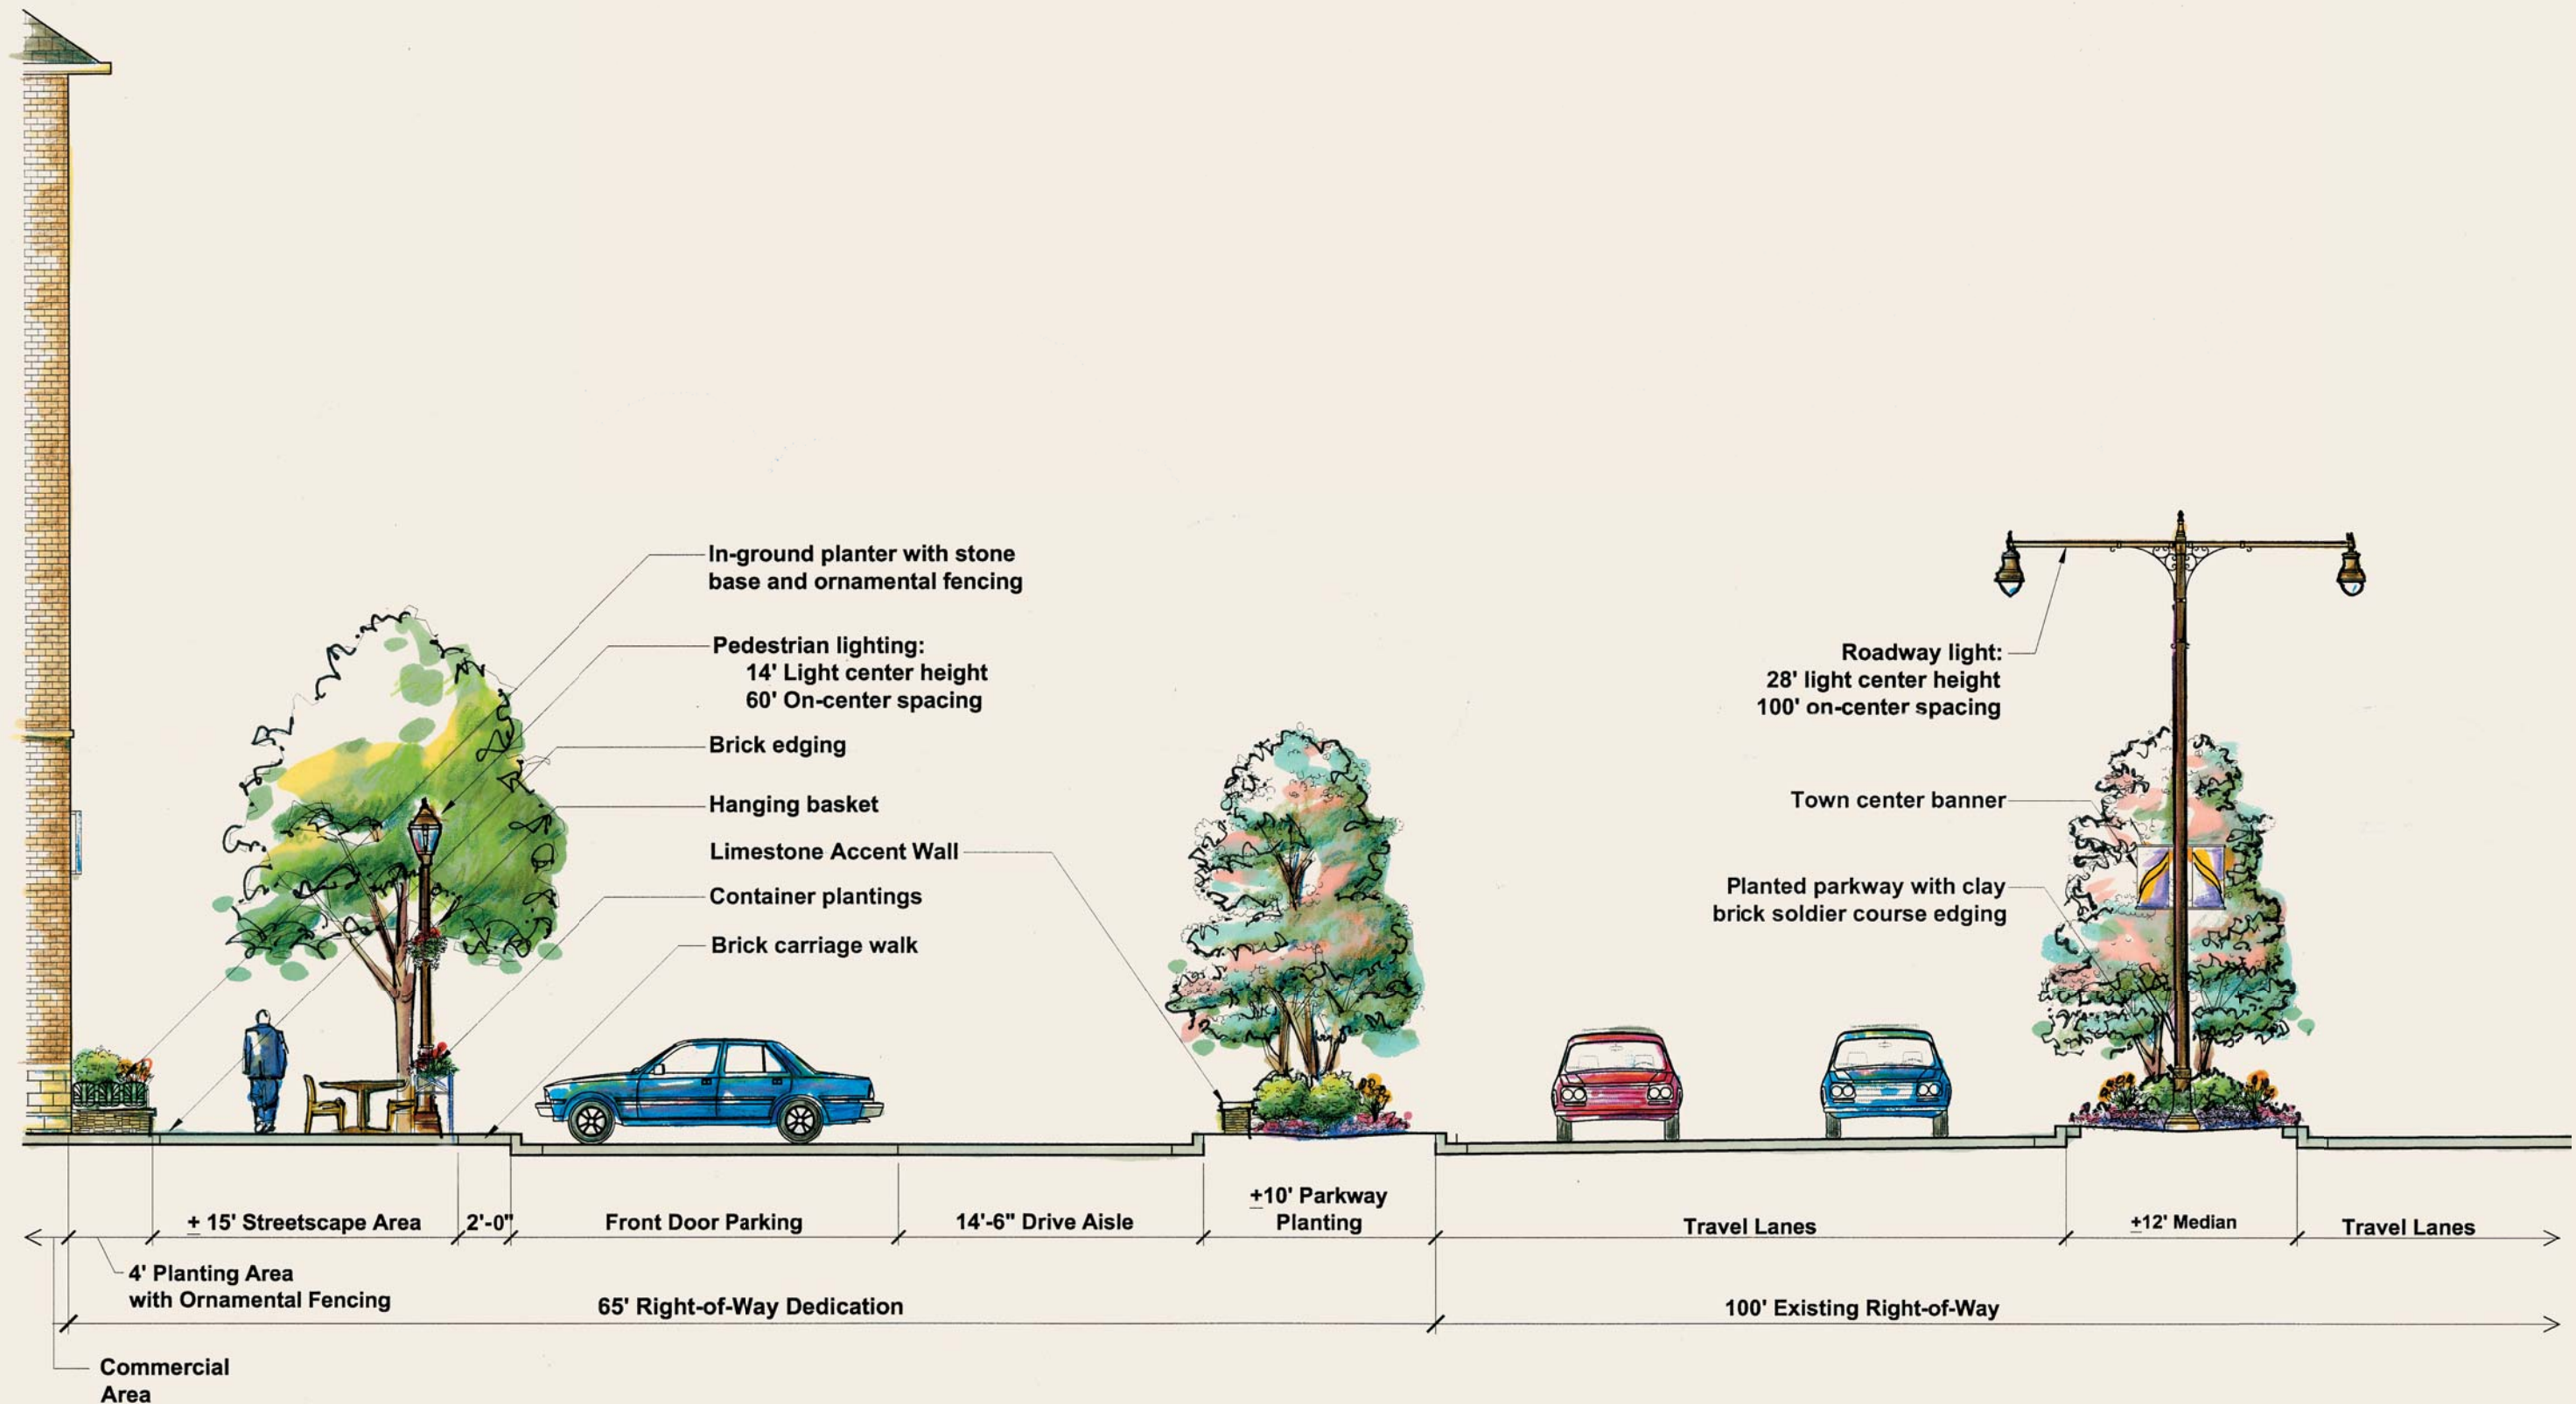 In-ground planter with stone
base and ornamental fencing
Pedestrian lighting:
14' Light center height
60' On-center spacing
Brick edging
Hanging basket
Limestone Accent Wall
Container plantings
Brick carriage walk
Roadway light:
28' light center height
100' on-center spacing
Town center banner
Planted parkway with clay
brick soldier course edging
± 15' Streetscape Area
2'-0"
Front Door Parking
14'-6" Drive Aisle
±10' Parkway
Planting
Travel Lanes
±12' Median
Travel Lanes
4' Planting Area
with Ornamental Fencing
65' Right-of-Way Dedication
100' Existing Right-of-Way
Commercial
Area